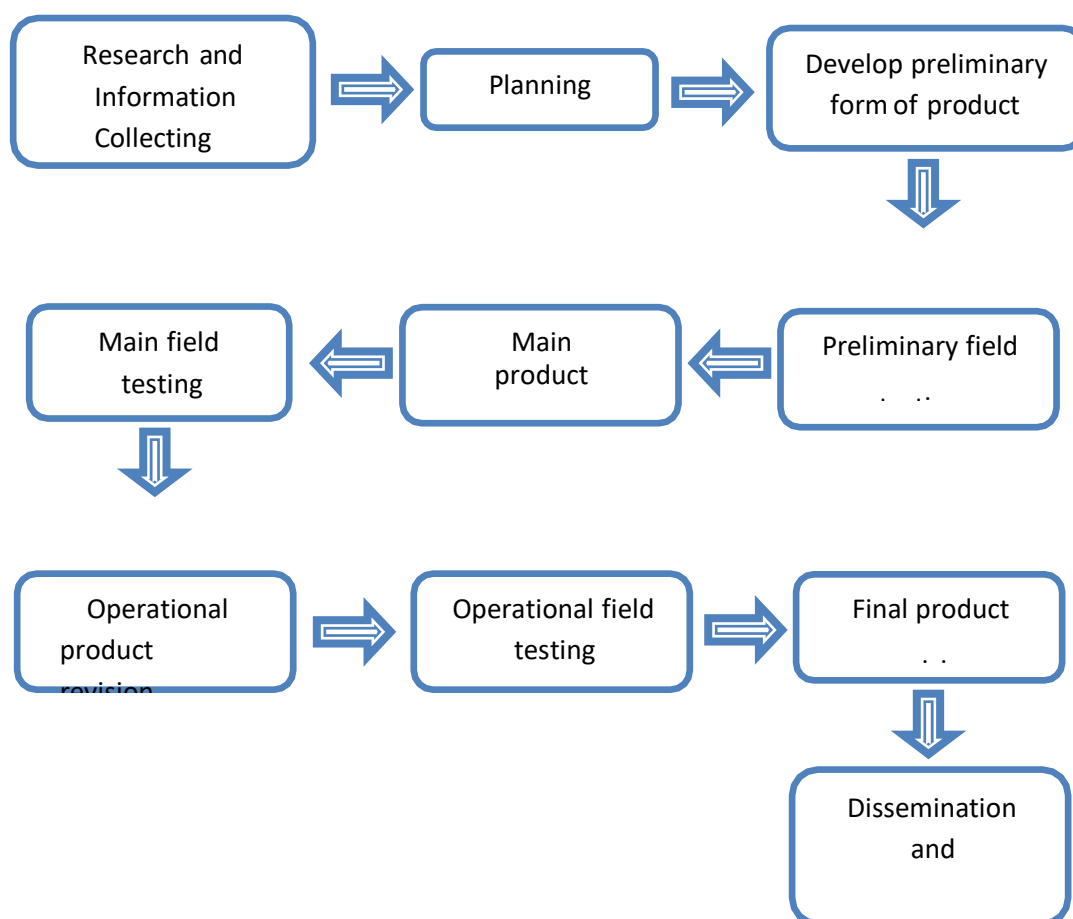 Research and
Information
Collecting
Planning
Develop preliminary
form of product
Preliminary field
Main
product
Main field
testing
Operational
product
revision
Operational field
testing
Final product
Dissemination
and